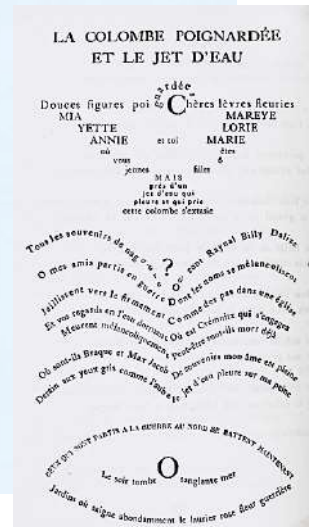 LA COLOMBE POIGNARDÉE
ET LE JET D'EAU
Douces figures poignardées Chères lèvres fleuries
MIA MAREYE
YETTE LORIE
ANNIE et toi MARIE
où êtes
vous ô
jeunes filles
MAIS
près d'un
jet d'eau qui
pleure et qui prie
cette colombe s'extasie
Tous les souvenirs de naguère
O mes amis partis en guerre
Jaillissent vers le firmament
Et vos regards en l'eau dormant
Meurent mélancoliquement
Où sont-ils Braque et Max Jacob
Derain aux yeux gris comme l'aube
?
Où sont Raynal Billy Dalize
Dont les noms se mélancolisent
Comme des pas dans une église
Où est Cremnitz qui s'engagea
Peut-être sont-ils morts déjà
De souvenirs mon âme est pleine
Le jet d'eau pleure sur ma peine
CEUX QUI SONT PARTIS A LA GUERRE AU NORD SE BATTENT MAINTENANT
Le soir tombe O sanglante mer
Jardins où saigne abondamment le laurier rose fleur guerrière